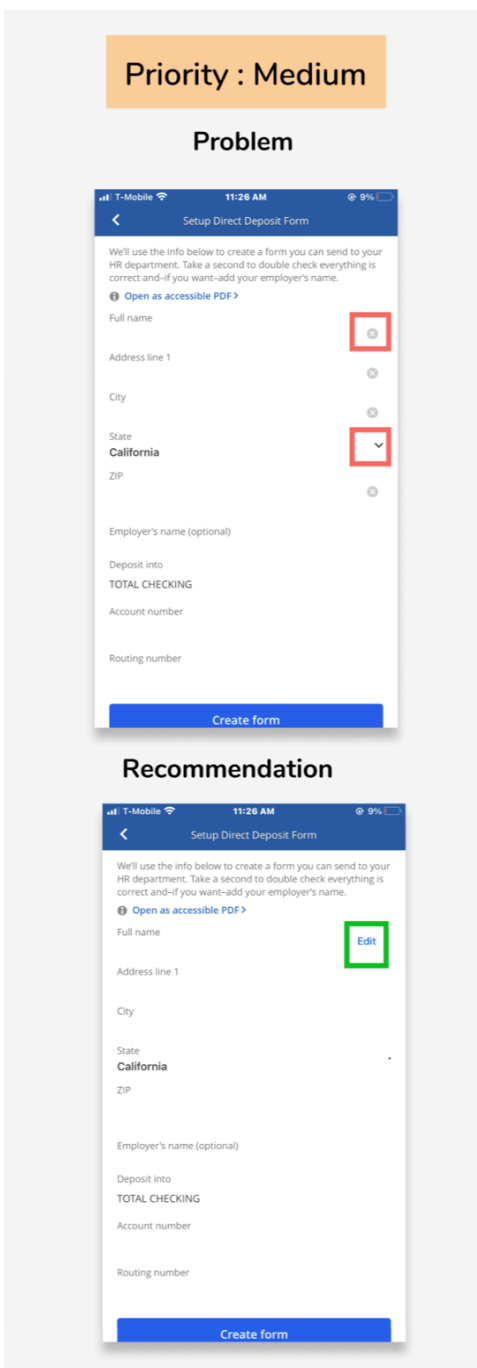 Priority : Medium
Problem
T-Mobile 11:26 AM 9%
Setup Direct Deposit Form
We'll use the info below to create a form you can send to your
HR department. Take a second to double check everything is
correct and–if you want–add your employer's name.
Open as accessible PDF >
Full name
Address line 1
City
State
California
ZIP
Employer's name (optional)
Deposit into
TOTAL CHECKING
Account number
Routing number
Create form
Recommendation
T-Mobile 11:26 AM 9%
Setup Direct Deposit Form
We'll use the info below to create a form you can send to your
HR department. Take a second to double check everything is
correct and–if you want–add your employer's name.
Open as accessible PDF >
Full name
Edit
Address line 1
City
State
California
ZIP
Employer's name (optional)
Deposit into
TOTAL CHECKING
Account number
Routing number
Create form